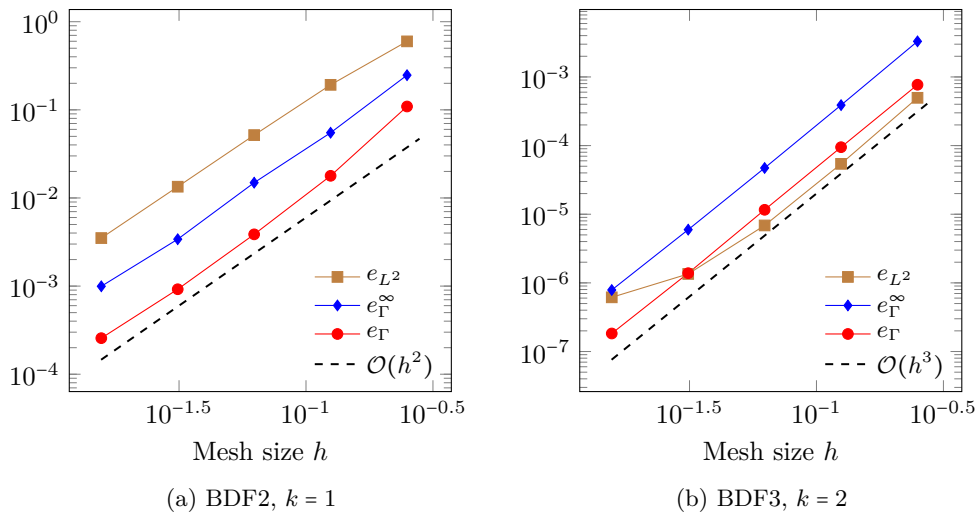 10^0
10^−1
10^−2
10^−3
10^−4
10^−1.5
10^−1
10^−0.5
Mesh size h
e_{L^2}
e_Γ^∞
e_Γ
𝒪(h^2)
(a) BDF2, k = 1
10^−3
10^−4
10^−5
10^−6
10^−7
10^−1.5
10^−1
10^−0.5
Mesh size h
e_{L^2}
e_Γ^∞
e_Γ
𝒪(h^3)
(b) BDF3, k = 2